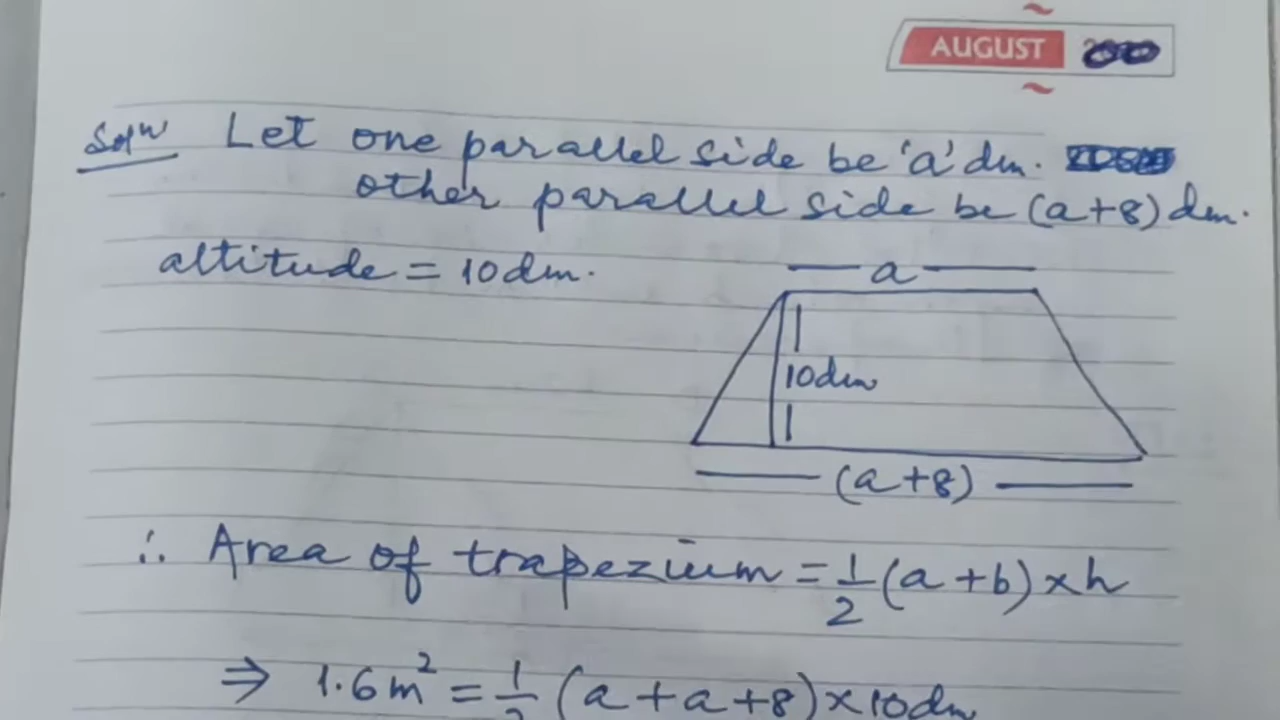 AUGUST
Solⁿ Let one parallel side be 'a' dm.
other parallel side be (a+8) dm.
altitude = 10dm.
a
10dm
(a+8)
∴ Area of trapezium = 1/2 (a+b) × h
⇒ 1.6m² = 1/2 (a+a+8) × 10dm